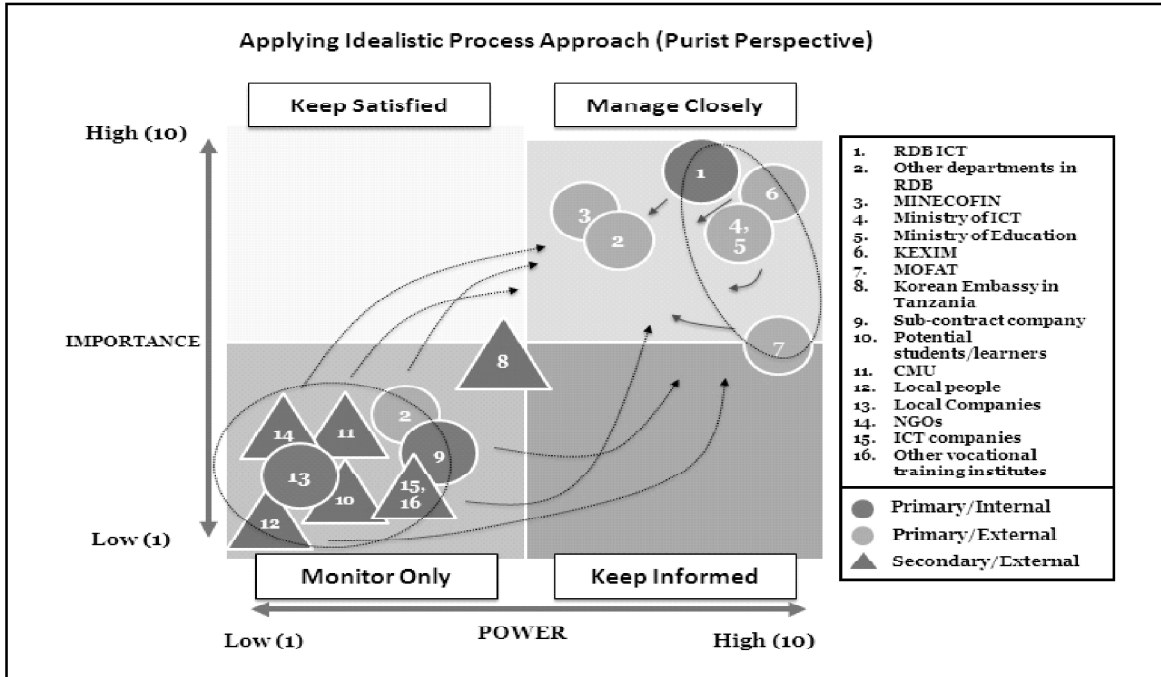 Applying Idealistic Process Approach (Purist Perspective)
Keep Satisfied
Manage Closely
High (10)
IMPORTANCE
Low (1)
1
6
3
2
4,
5
7
8
2
14
11
9
13
15,
16
10
12
Monitor Only
Keep Informed
POWER
Low (1)
High (10)
1. RDB ICT
2. Other departments in
RDB
3. MINECOFIN
4. Ministry of ICT
5. Ministry of Education
6. KEXIM
7. MOFAT
8. Korean Embassy in
Tanzania
9. Sub-contract company
10. Potential
students/learners
11. CMU
12. Local people
13. Local Companies
14. NGOs
15. ICT companies
16. Other vocational
training institutes
Primary/Internal
Primary/External
Secondary/External